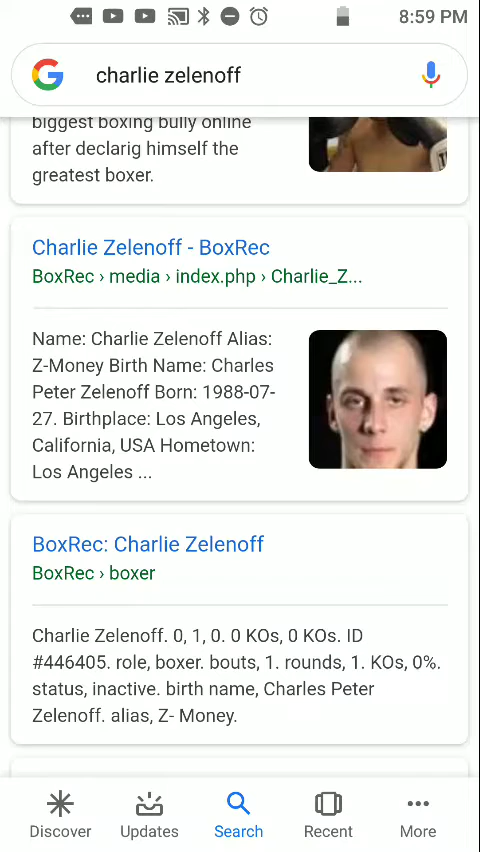 8:59 PM
charlie zelenoff
biggest boxing bully online
after declarig himself the
greatest boxer.
Charlie Zelenoff - BoxRec
BoxRec › media › index.php › Charlie_Z...
Name: Charlie Zelenoff Alias:
Z-Money Birth Name: Charles
Peter Zelenoff Born: 1988-07-
27. Birthplace: Los Angeles,
California, USA Hometown:
Los Angeles ...
BoxRec: Charlie Zelenoff
BoxRec › boxer
Charlie Zelenoff. 0, 1, 0. 0 KOs, 0 KOs. ID
#446405. role, boxer. bouts, 1. rounds, 1. KOs, 0%.
status, inactive. birth name, Charles Peter
Zelenoff. alias, Z- Money.
Discover Updates Search Recent More